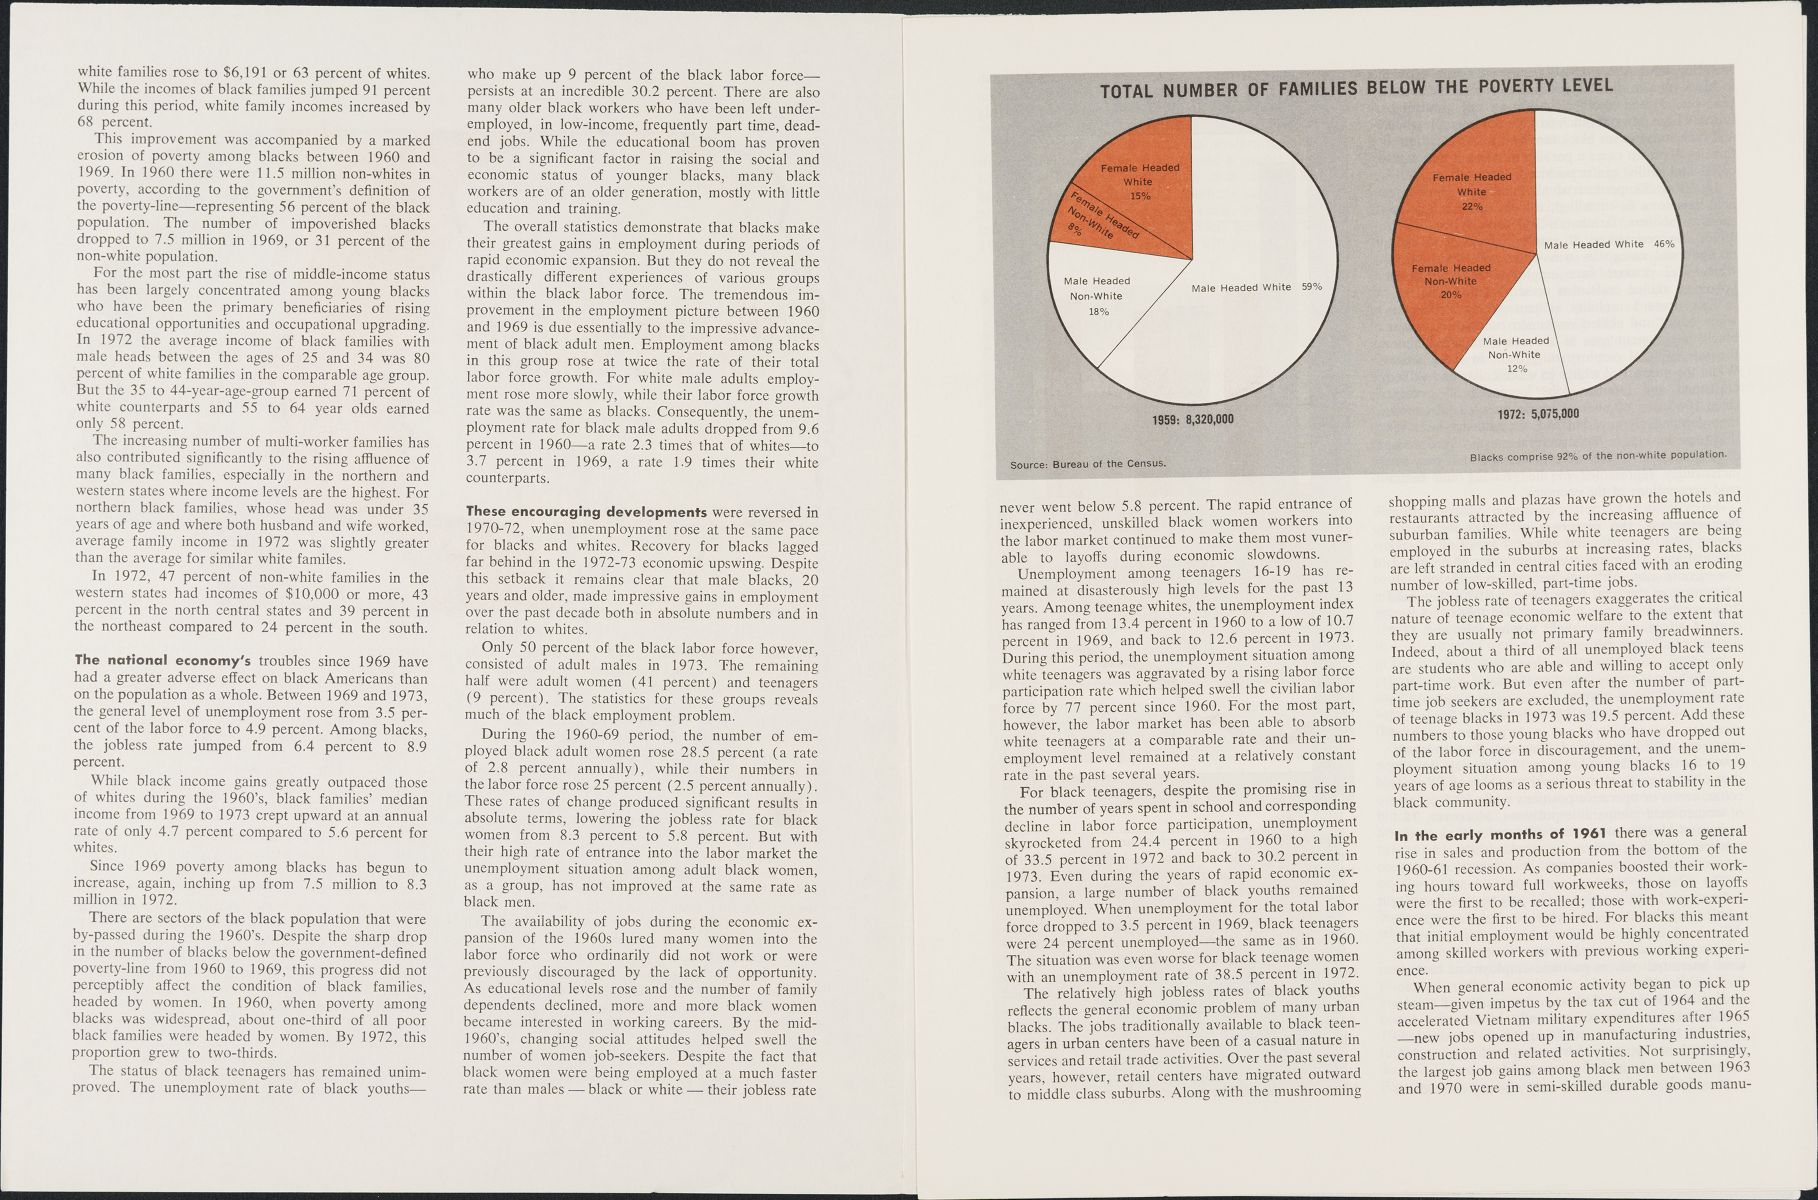 white families rose to $6,191 or 63 percent of whites.
While the incomes of black families jumped 91 percent
during this period, white family incomes increased by
68 percent.
This improvement was accompanied by a marked
erosion of poverty among blacks between 1960 and
1969. In 1960 there were 11.5 million non-whites in
poverty, according to the government's definition of
the poverty-line—representing 56 percent of the black
population. The number of impoverished blacks
dropped to 7.5 million in 1969, or 31 percent of the
non-white population.
For the most part the rise of middle-income status
has been largely concentrated among young blacks
who have been the primary beneficiaries of rising
educational opportunities and occupational upgrading.
In 1972 the average income of black families with
male heads between the ages of 25 and 34 was 80
percent of white families in the comparable age group.
But the 35 to 44-year-age-group earned 71 percent of
white counterparts and 55 to 64 year olds earned
only 58 percent.
The increasing number of multi-worker families has
also contributed significantly to the rising affluence of
many black families, especially in the northern and
western states where income levels are the highest. For
northern black families, whose head was under 35
years of age and where both husband and wife worked,
average family income in 1972 was slightly greater
than the average for similar white familes.
In 1972, 47 percent of non-white families in the
western states had incomes of $10,000 or more, 43
percent in the north central states and 39 percent in
the northeast compared to 24 percent in the south.
The national economy's troubles since 1969 have
had a greater adverse effect on black Americans than
on the population as a whole. Between 1969 and 1973,
the general level of unemployment rose from 3.5 per-
cent of the labor force to 4.9 percent. Among blacks,
the jobless rate jumped from 6.4 percent to 8.9
percent.
While black income gains greatly outpaced those
of whites during the 1960's, black families' median
income from 1969 to 1973 crept upward at an annual
rate of only 4.7 percent compared to 5.6 percent for
whites.
Since 1969 poverty among blacks has begun to
increase, again, inching up from 7.5 million to 8.3
million in 1972.
There are sectors of the black population that were
by-passed during the 1960's. Despite the sharp drop
in the number of blacks below the government-defined
poverty-line from 1960 to 1969, this progress did not
perceptibly affect the condition of black families,
headed by women. In 1960, when poverty among
blacks was widespread, about one-third of all poor
black families were headed by women. By 1972, this
proportion grew to two-thirds.
The status of black teenagers has remained unim-
proved. The unemployment rate of black youths—
who make up 9 percent of the black labor force—
persists at an incredible 30.2 percent. There are also
many older black workers who have been left under-
employed, in low-income, frequently part time, dead-
end jobs. While the educational boom has proven
to be a significant factor in raising the social and
economic status of younger blacks, many black
workers are of an older generation, mostly with little
education and training.
The overall statistics demonstrate that blacks make
their greatest gains in employment during periods of
rapid economic expansion. But they do not reveal the
drastically different experiences of various groups
within the black labor force. The tremendous im-
provement in the employment picture between 1960
and 1969 is due essentially to the impressive advance-
ment of black adult men. Employment among blacks
in this group rose at twice the rate of their total
labor force growth. For white male adults employ-
ment rose more slowly, while their labor force growth
rate was the same as blacks. Consequently, the unem-
ployment rate for black male adults dropped from 9.6
percent in 1960—a rate 2.3 times that of whites—to
3.7 percent in 1969, a rate 1.9 times their white
counterparts.
These encouraging developments were reversed in
1970-72, when unemployment rose at the same pace
for blacks and whites. Recovery for blacks lagged
far behind in the 1972-73 economic upswing. Despite
this setback it remains clear that male blacks, 20
years and older, made impressive gains in employment
over the past decade both in absolute numbers and in
relation to whites.
Only 50 percent of the black labor force however,
consisted of adult males in 1973. The remaining
half were adult women (41 percent) and teenagers
(9 percent). The statistics for these groups reveals
much of the black employment problem.
During the 1960-69 period, the number of em-
ployed black adult women rose 28.5 percent (a rate
of 2.8 percent annually), while their numbers in
the labor force rose 25 percent (2.5 percent annually).
These rates of change produced significant results in
absolute terms, lowering the jobless rate for black
women from 8.3 percent to 5.8 percent. But with
their high rate of entrance into the labor market the
unemployment situation among adult black women,
as a group, has not improved at the same rate as
black men.
The availability of jobs during the economic ex-
pansion of the 1960s lured many women into the
labor force who ordinarily did not work or were
previously discouraged by the lack of opportunity.
As educational levels rose and the number of family
dependents declined, more and more black women
became interested in working careers. By the mid-
1960's, changing social attitudes helped swell the
number of women job-seekers. Despite the fact that
black women were being employed at a much faster
rate than males — black or white — their jobless rate
TOTAL NUMBER OF FAMILIES BELOW THE POVERTY LEVEL
Female Headed
White
15%
Female Headed
Non-White
8%
Male Headed
Non-White
18%
Male Headed White 59%
1959: 8,320,000
Female Headed
White
22%
Female Headed
Non-White
20%
Male Headed White 46%
Male Headed
Non-White
12%
1972: 5,075,000
Source: Bureau of the Census.
Blacks comprise 92% of the non-white population.
never went below 5.8 percent. The rapid entrance of
inexperienced, unskilled black women workers into
the labor market continued to make them most vuner-
able to layoffs during economic slowdowns.
Unemployment among teenagers 16-19 has re-
mained at disasterously high levels for the past 13
years. Among teenage whites, the unemployment index
has ranged from 13.4 percent in 1960 to a low of 10.7
percent in 1969, and back to 12.6 percent in 1973.
During this period, the unemployment situation among
white teenagers was aggravated by a rising labor force
participation rate which helped swell the civilian labor
force by 77 percent since 1960. For the most part,
however, the labor market has been able to absorb
white teenagers at a comparable rate and their un-
employment level remained at a relatively constant
rate in the past several years.
For black teenagers, despite the promising rise in
the number of years spent in school and corresponding
decline in labor force participation, unemployment
skyrocketed from 24.4 percent in 1960 to a high
of 33.5 percent in 1972 and back to 30.2 percent in
1973. Even during the years of rapid economic ex-
pansion, a large number of black youths remained
unemployed. When unemployment for the total labor
force dropped to 3.5 percent in 1969, black teenagers
were 24 percent unemployed—the same as in 1960.
The situation was even worse for black teenage women
with an unemployment rate of 38.5 percent in 1972.
The relatively high jobless rates of black youths
reflects the general economic problem of many urban
blacks. The jobs traditionally available to black teen-
agers in urban centers have been of a casual nature in
services and retail trade activities. Over the past several
years, however, retail centers have migrated outward
to middle class suburbs. Along with the mushrooming
shopping malls and plazas have grown the hotels and
restaurants attracted by the increasing affluence of
suburban families. While white teenagers are being
employed in the suburbs at increasing rates, blacks
are left stranded in central cities faced with an eroding
number of low-skilled, part-time jobs.
The jobless rate of teenagers exaggerates the critical
nature of teenage economic welfare to the extent that
they are usually not primary family breadwinners.
Indeed, about a third of all unemployed black teens
are students who are able and willing to accept only
part-time work. But even after the number of part-
time job seekers are excluded, the unemployment rate
of teenage blacks in 1973 was 19.5 percent. Add these
numbers to those young blacks who have dropped out
of the labor force in discouragement, and the unem-
ployment situation among young blacks 16 to 19
years of age looms as a serious threat to stability in the
black community.
In the early months of 1961 there was a general
rise in sales and production from the bottom of the
1960-61 recession. As companies boosted their work-
ing hours toward full workweeks, those on layoffs
were the first to be recalled; those with work-experi-
ence were the first to be hired. For blacks this meant
that initial employment would be highly concentrated
among skilled workers with previous working experi-
ence.
When general economic activity began to pick up
steam—given impetus by the tax cut of 1964 and the
accelerated Vietnam military expenditures after 1965
—new jobs opened up in manufacturing industries,
construction and related activities. Not surprisingly,
the largest job gains among black men between 1963
and 1970 were in semi-skilled durable goods manu-